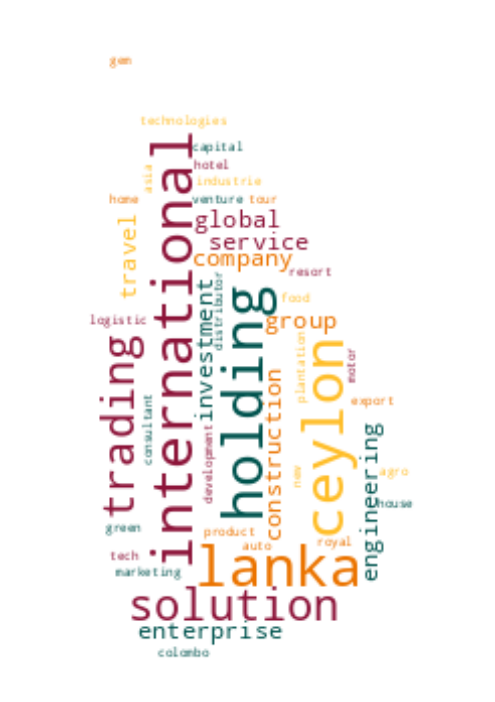 gem
technologies
capital
international
hotel
asia
industrie
home
venture
tour
global
travel
service
company
resort
distributor
investment
holding
food
logistic
group
trading
plantation
ceylon
motor
construction
consultant
export
engineering
development
new
agro
house
green
product
royal
auto
tech
lanka
marketing
solution
enterprise
colombo